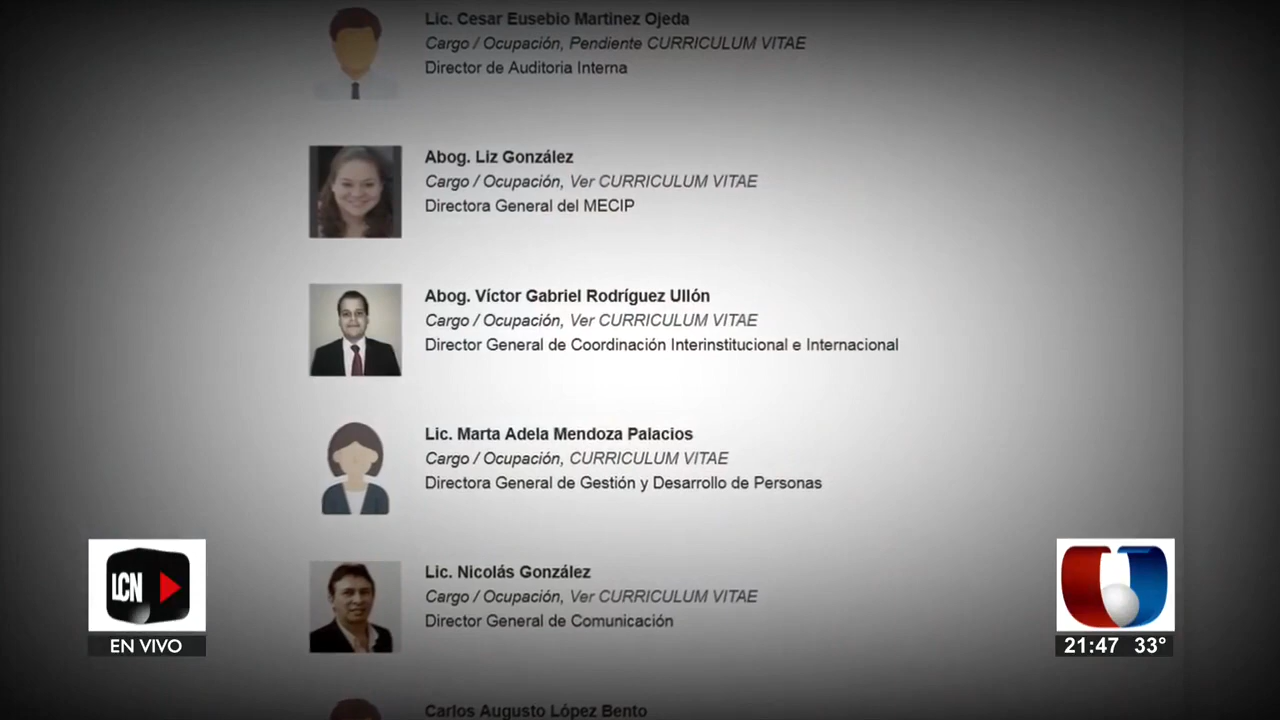 Lic. Cesar Eusebio Martinez Ojeda
Cargo / Ocupación, Pendiente CURRICULUM VITAE
Director de Auditoria Interna
Abog. Liz González
Cargo / Ocupación, Ver CURRICULUM VITAE
Directora General del MECIP
Abog. Víctor Gabriel Rodríguez Ullón
Cargo / Ocupación, Ver CURRICULUM VITAE
Director General de Coordinación Interinstitucional e Internacional
Lic. Marta Adela Mendoza Palacios
Cargo / Ocupación, CURRICULUM VITAE
Directora General de Gestión y Desarrollo de Personas
Lic. Nicolás González
Cargo / Ocupación, Ver CURRICULUM VITAE
Director General de Comunicación
Carlos Augusto López Bento
LCN
EN VIVO
21:47 33°